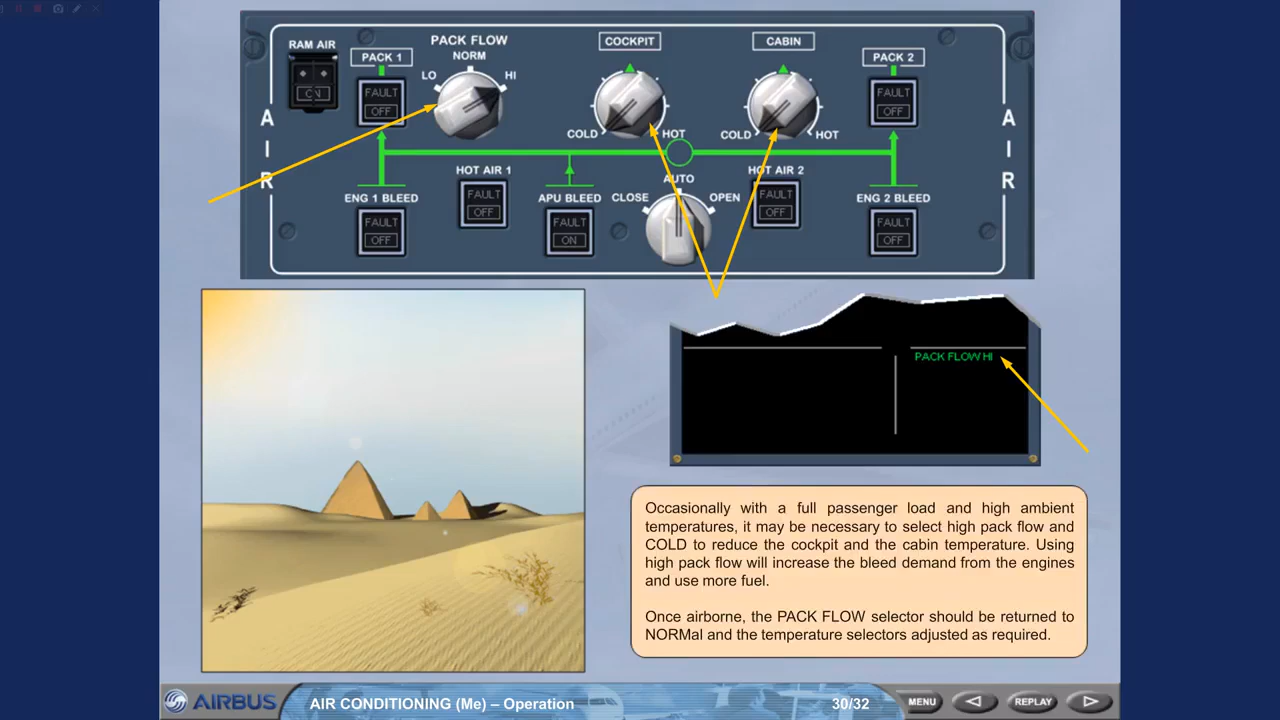 RAM AIR
ON
PACK 1
FAULT
OFF
PACK FLOW
NORM
LO
HI
COCKPIT
COLD
HOT
CABIN
COLD
HOT
PACK 2
FAULT
OFF
AIR
AIR
ENG 1 BLEED
FAULT
OFF
HOT AIR 1
FAULT
OFF
APU BLEED
FAULT
ON
AUTO
CLOSE
OPEN
HOT AIR 2
FAULT
OFF
ENG 2 BLEED
FAULT
OFF
PACK FLOW HI
Occasionally with a full passenger load and high ambient
temperatures, it may be necessary to select high pack flow and
COLD to reduce the cockpit and the cabin temperature. Using
high pack flow will increase the bleed demand from the engines
and use more fuel.
Once airborne, the PACK FLOW selector should be returned to
NORMal and the temperature selectors adjusted as required.
AIRBUS
AIR CONDITIONING (Me) – Operation
30/32
MENU
REPLAY